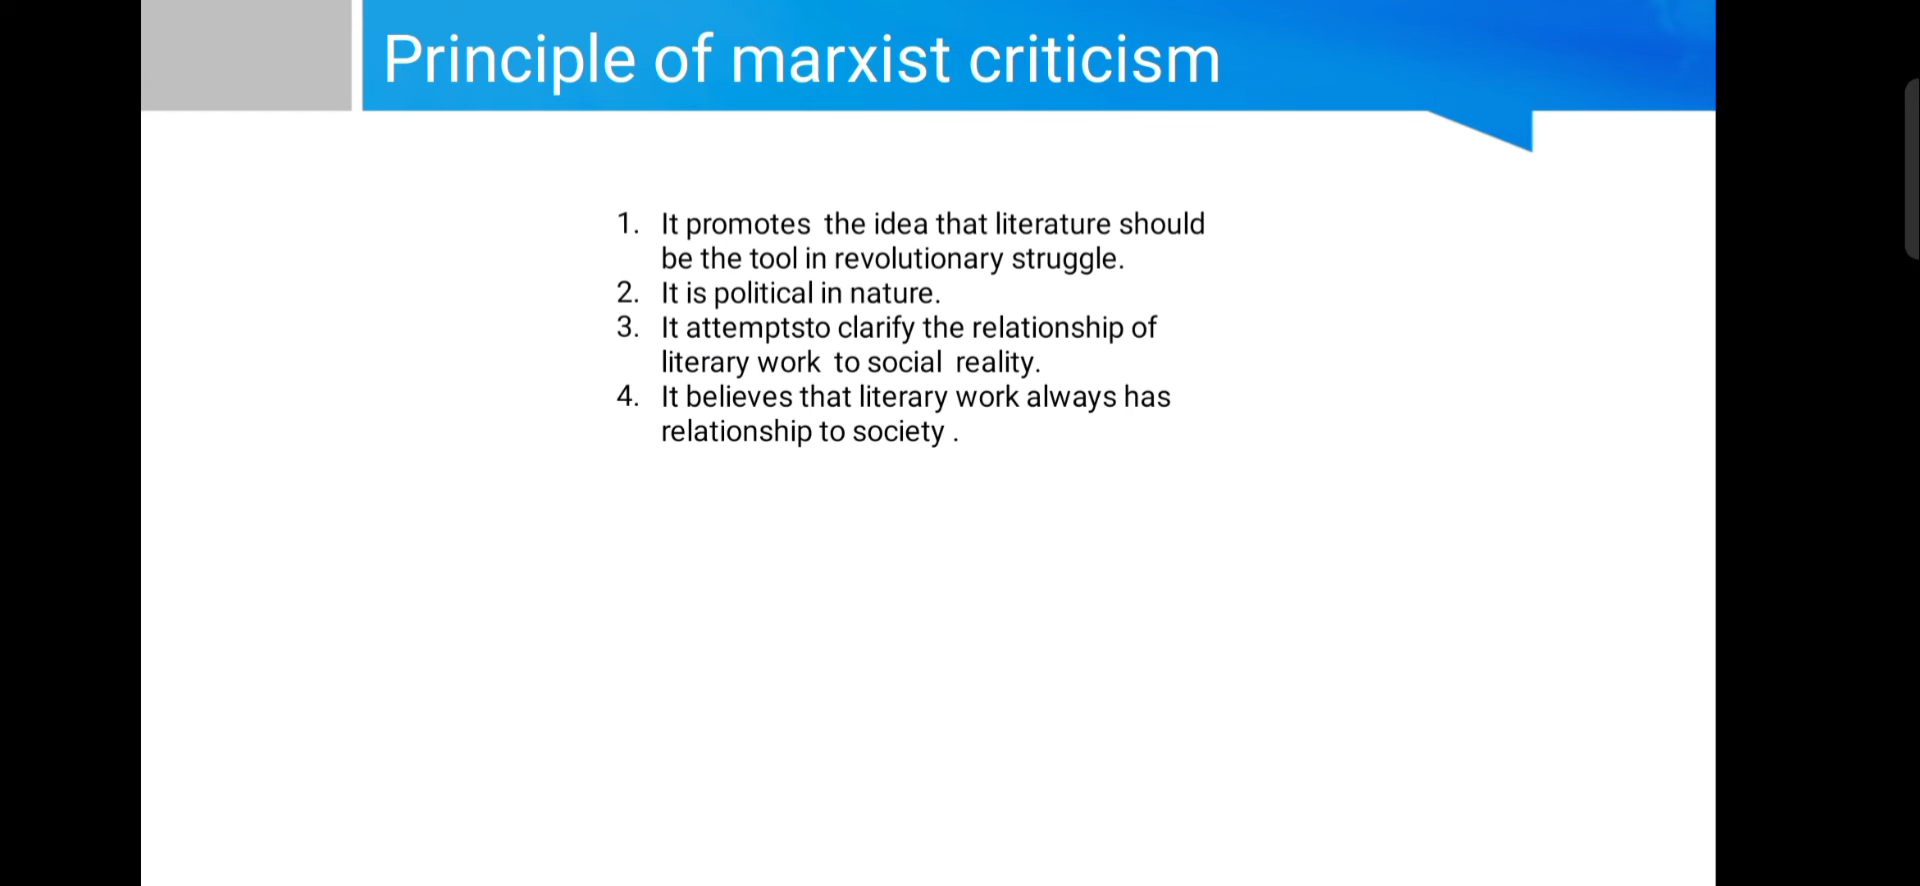 Principle of marxist criticism
1. It promotes the idea that literature should
be the tool in revolutionary struggle.
2. It is political in nature.
3. It attemptsto clarify the relationship of
literary work to social reality.
4. It believes that literary work always has
relationship to society .